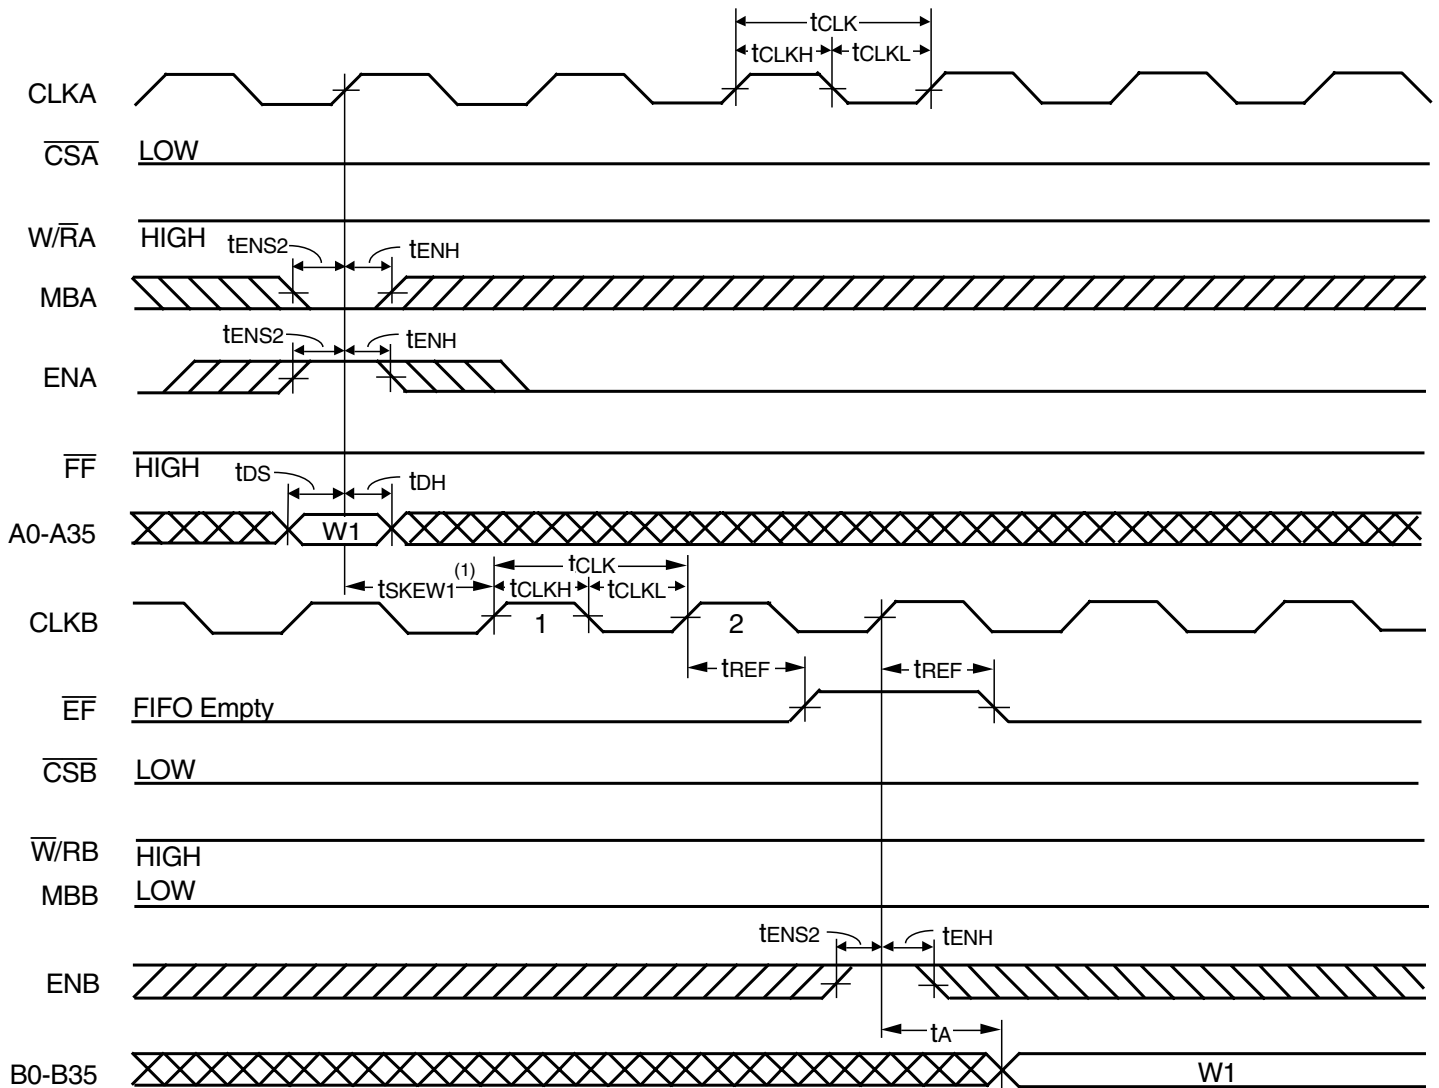 tCLK
tCLKH tCLKL
CLKA
CSA LOW
W/RA HIGH
tENS2 tENH
MBA
tENS2 tENH
ENA
FF HIGH
tDS tDH
A0-A35 W1
tSKEW1(1) tCLK
tCLKH tCLKL
CLKB 1 2
tREF tREF
EF FIFO Empty
CSB LOW
W/RB HIGH
MBB LOW
tENS2 tENH
ENB
tA
B0-B35 W1